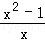 x² − 1
x